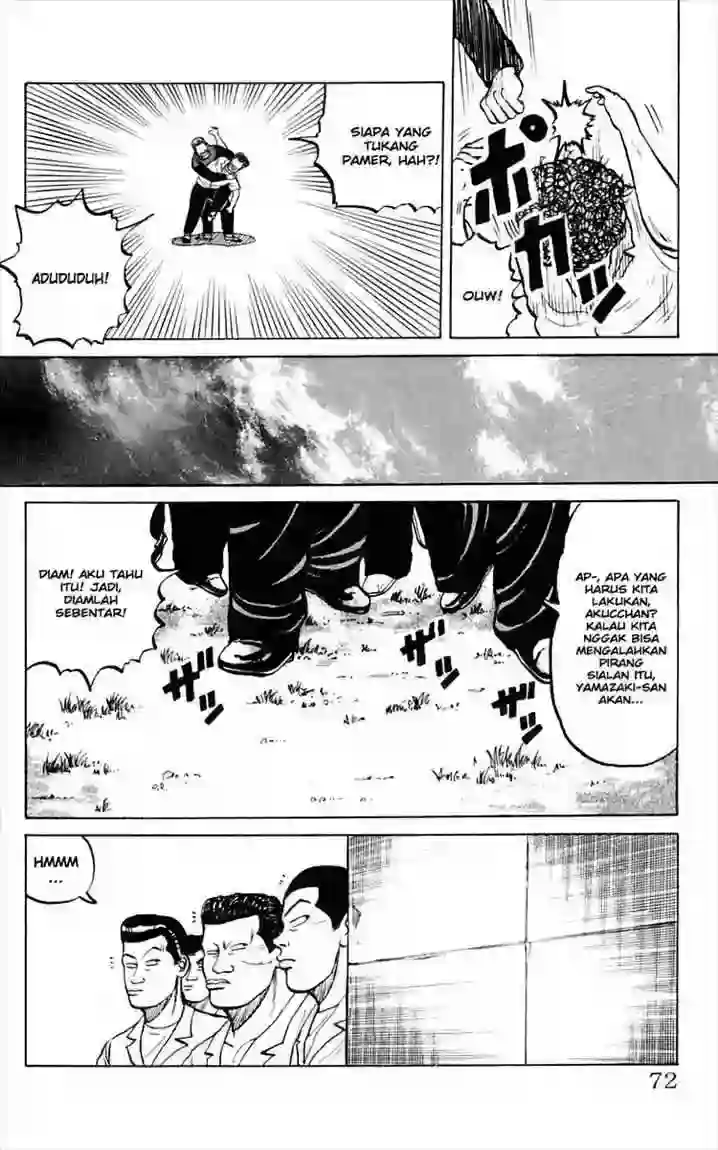 ポカッ
OUW!
SIAPA YANG
TUKANG
PAMER, HAH?!
ADUDUDUH!
AP-, APA YANG
HARUS KITA
LAKUKAN,
AKUCCHAN?
KALAU KITA
NGGAK BISA
MENGALAHKAN
PIRANG
SIALAN ITU,
YAMAZAKI-SAN
AKAN...
DIAM! AKU TAHU
ITU! JADI,
DIAMLAH
SEBENTAR!
ザッ
ザッ
ザッ
HMMM
...
72